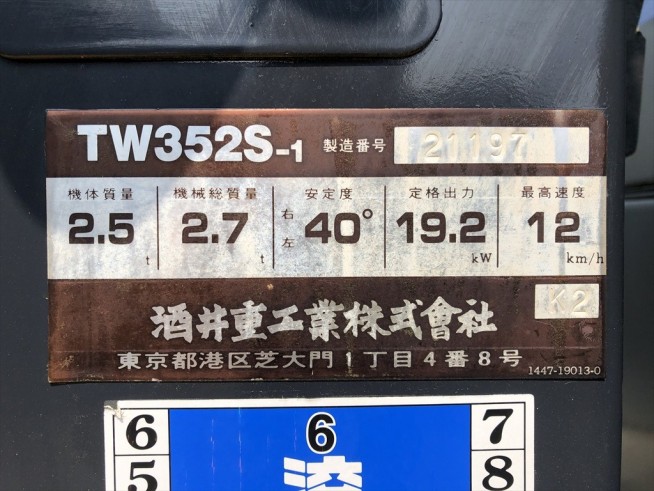 TW352S-1 製造番号 21197
機体質量 機械総質量 安定度 定格出力 最高速度
2.5 t 2.7 t 右左 40° 19.2 kW 12 km/h
K2
酒井重工業株式會社
東京都港区芝大門1丁目4番8号
1447-19013-0
6 6 7
5 済 8